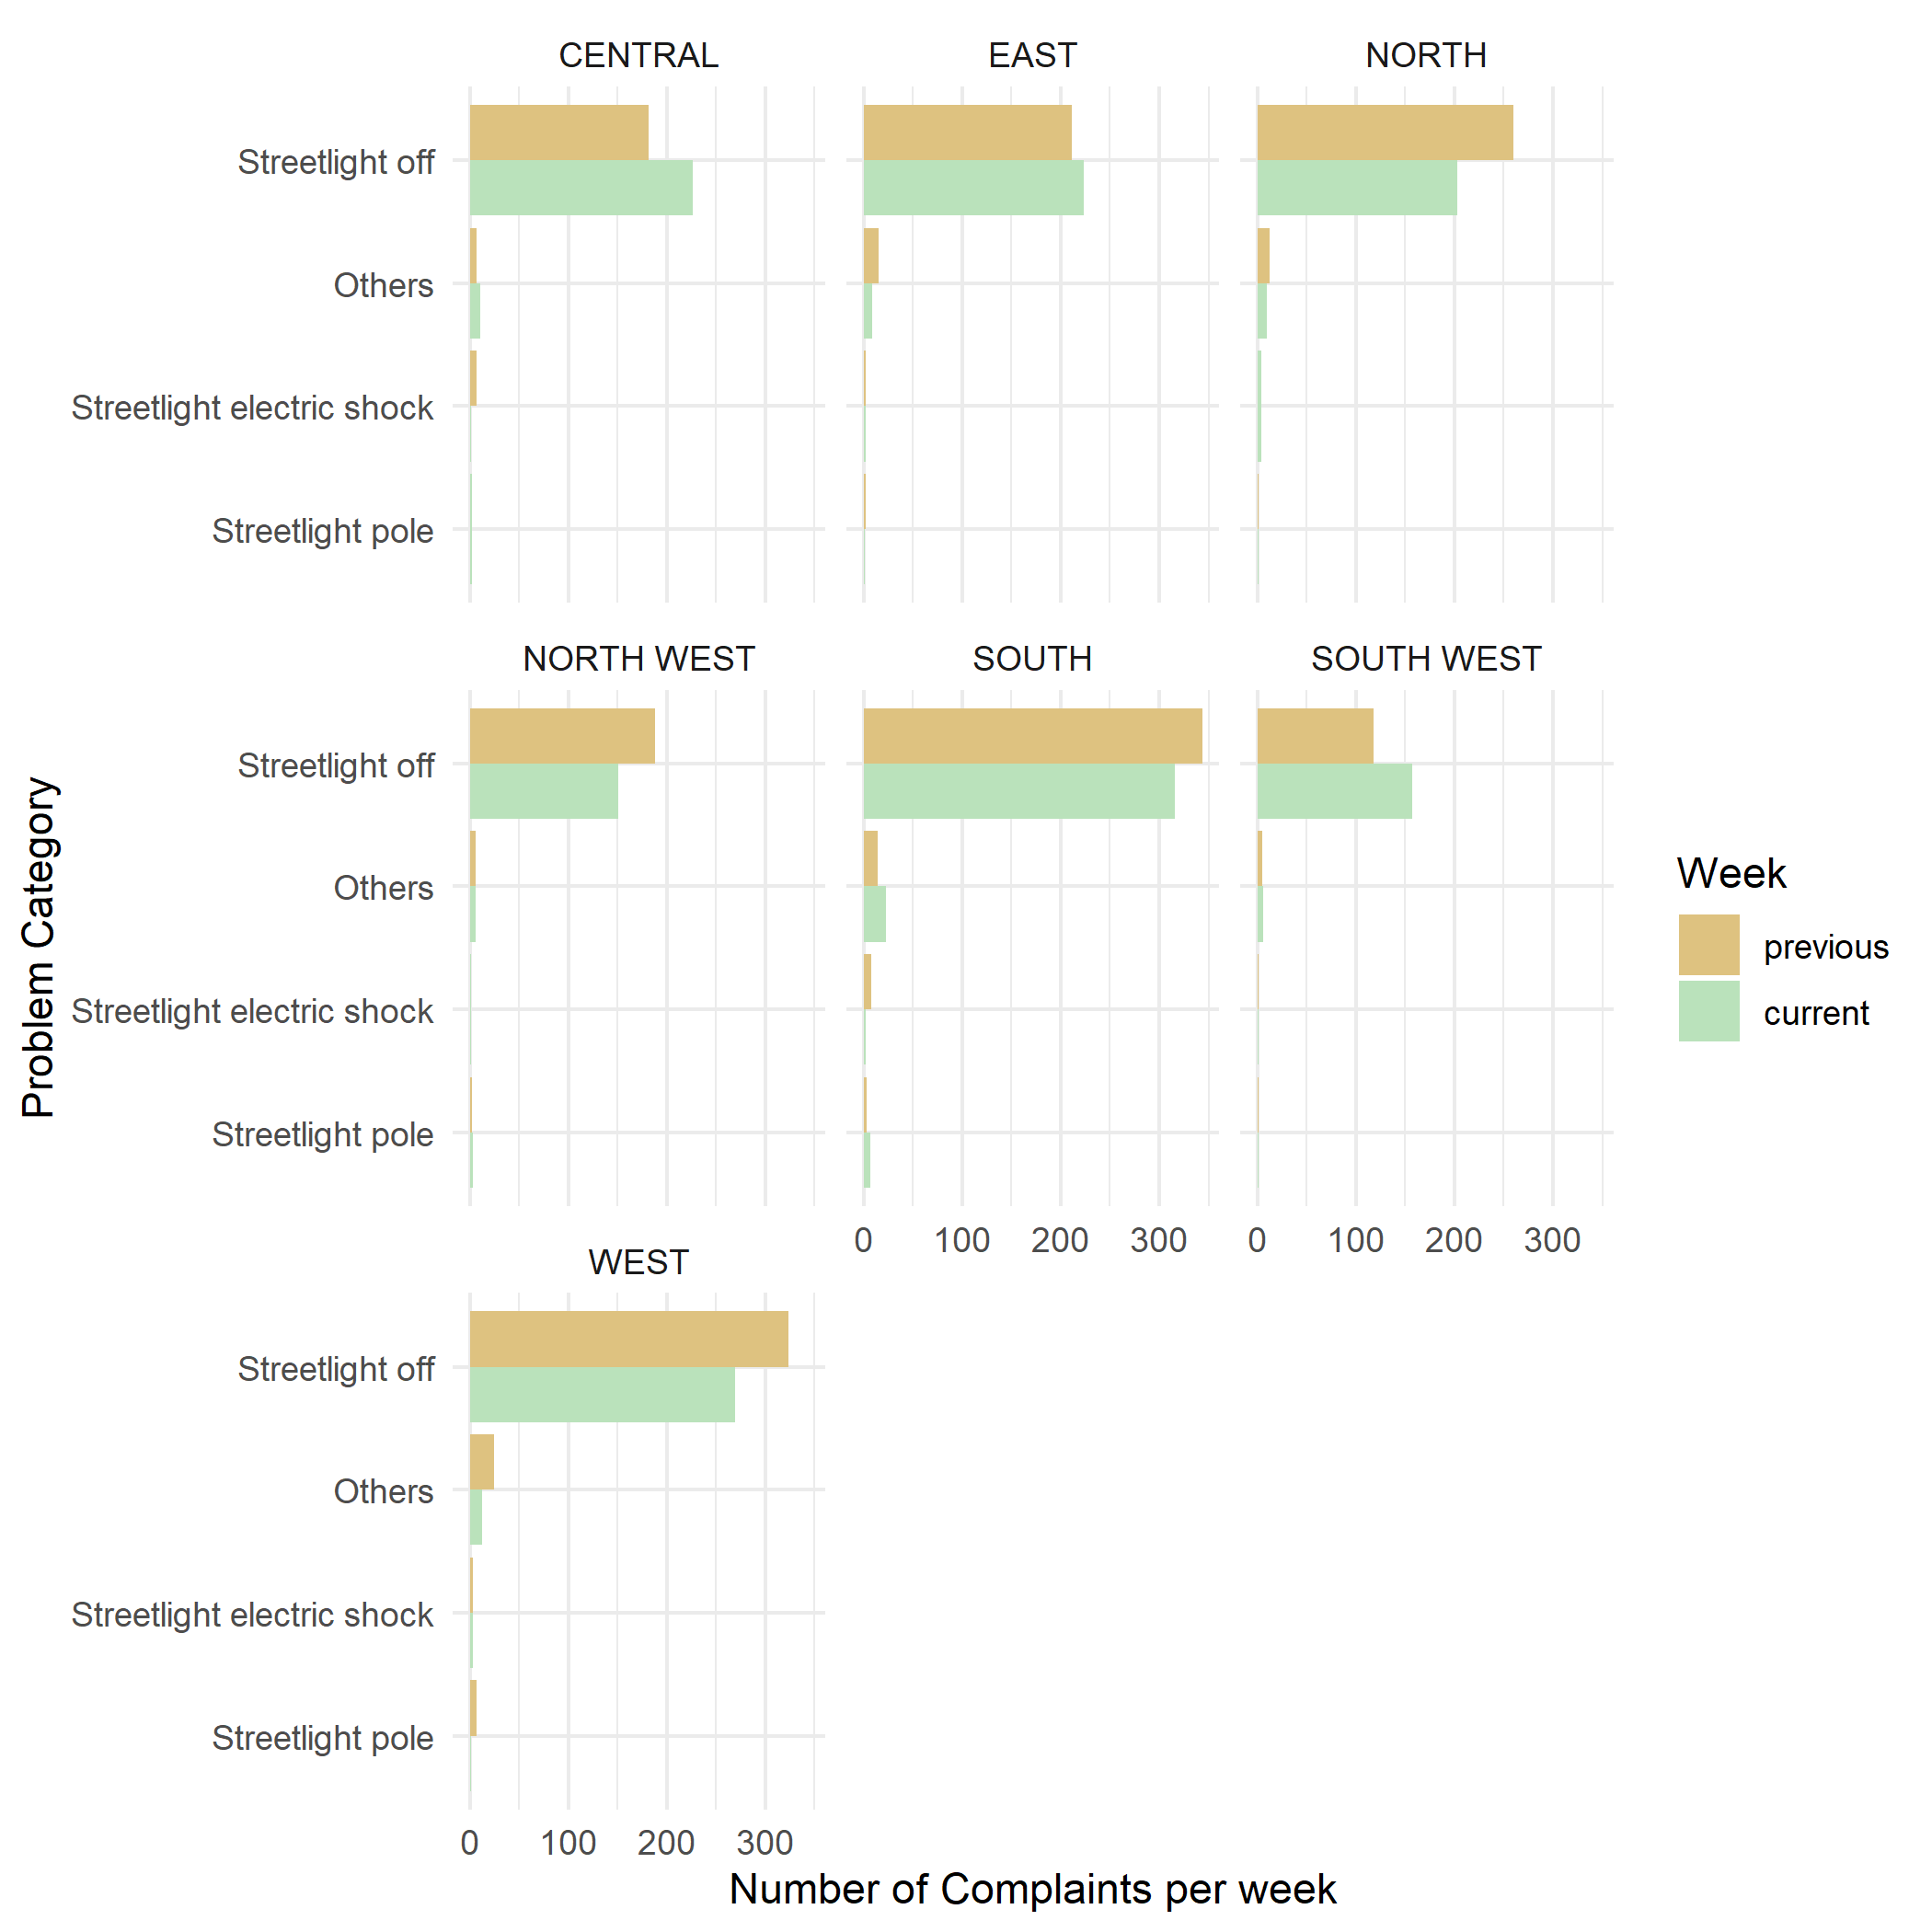 CENTRAL EAST NORTH
Streetlight off
Others
Streetlight electric shock
Streetlight pole
NORTH WEST SOUTH SOUTH WEST
Streetlight off
Others
Streetlight electric shock
Streetlight pole
0 100 200 300 0 100 200 300
WEST
Streetlight off
Others
Streetlight electric shock
Streetlight pole
0 100 200 300
Number of Complaints per week
Problem Category
Week
previous
current